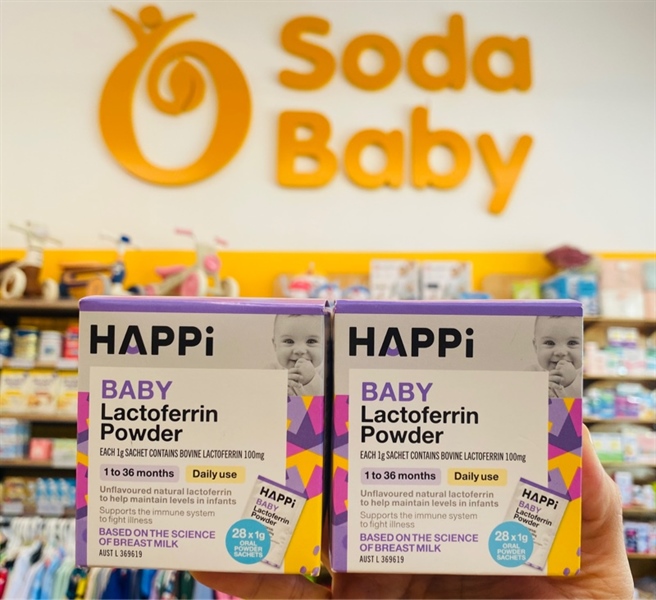 Soda
Baby
HAPPi
BABY
Lactoferrin
Powder
EACH 1g SACHET CONTAINS BOVINE LACTOFERRIN 100mg
1 to 36 months
Daily use
Unflavoured natural lactoferrin
to help maintain levels in infants
Supports the immune system
to fight illness
BASED ON THE SCIENCE
OF BREAST MILK
AUST L 369619
HAPPi
BABY
Lactoferrin
Powder
28 x 1g
ORAL
POWDER
SACHETS
HAPPi
BABY
Lactoferrin
Powder
EACH 1g SACHET CONTAINS BOVINE LACTOFERRIN 100mg
1 to 36 months
Daily use
Unflavoured natural lactoferrin
to help maintain levels in infants
Supports the immune system
to fight illness
BASED ON THE SCIENCE
OF BREAST MILK
AUST L 369619
HAPPi
BABY
Lactoferrin
Powder
28 x 1g
ORAL
POWDER
SACHETS